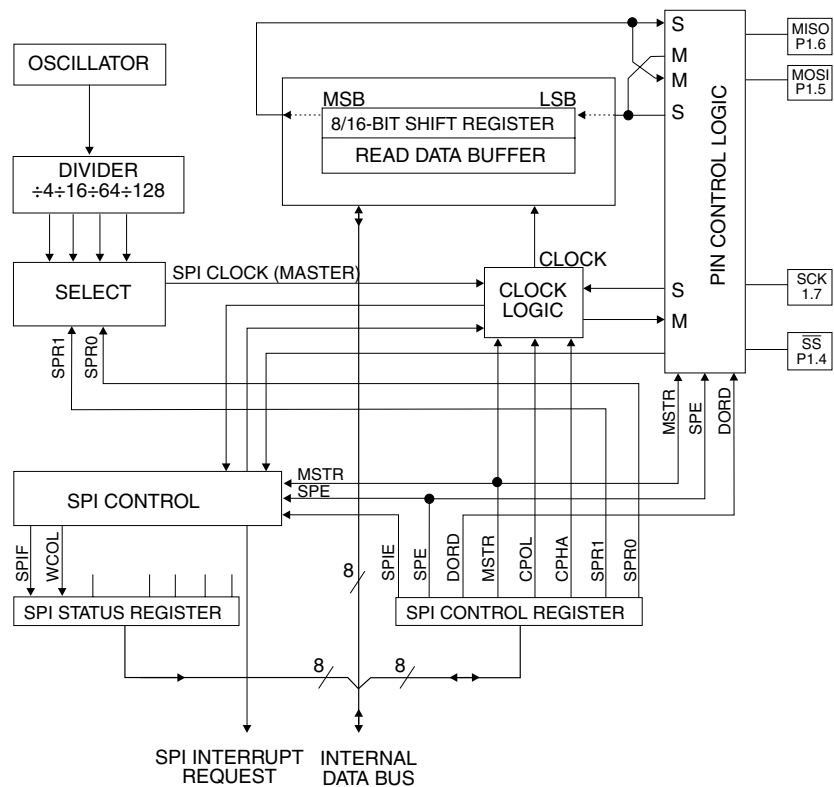 OSCILLATOR
DIVIDER
÷4÷16÷64÷128
SELECT
SPI CLOCK (MASTER)
SPR1
SPR0
MSB
LSB
8/16-BIT SHIFT REGISTER
READ DATA BUFFER
CLOCK
CLOCK
LOGIC
S
M
M
S
S
M
PIN CONTROL LOGIC
MISO
P1.6
MOSI
P1.5
SCK
1.7
SS
P1.4
MSTR
SPE
DORD
SPI CONTROL
MSTR
SPE
SPIF
WCOL
SPI STATUS REGISTER
8
SPIE
SPE
DORD
MSTR
CPOL
CPHA
SPR1
SPR0
SPI CONTROL REGISTER
8
8
SPI INTERRUPT
REQUEST
INTERNAL
DATA BUS